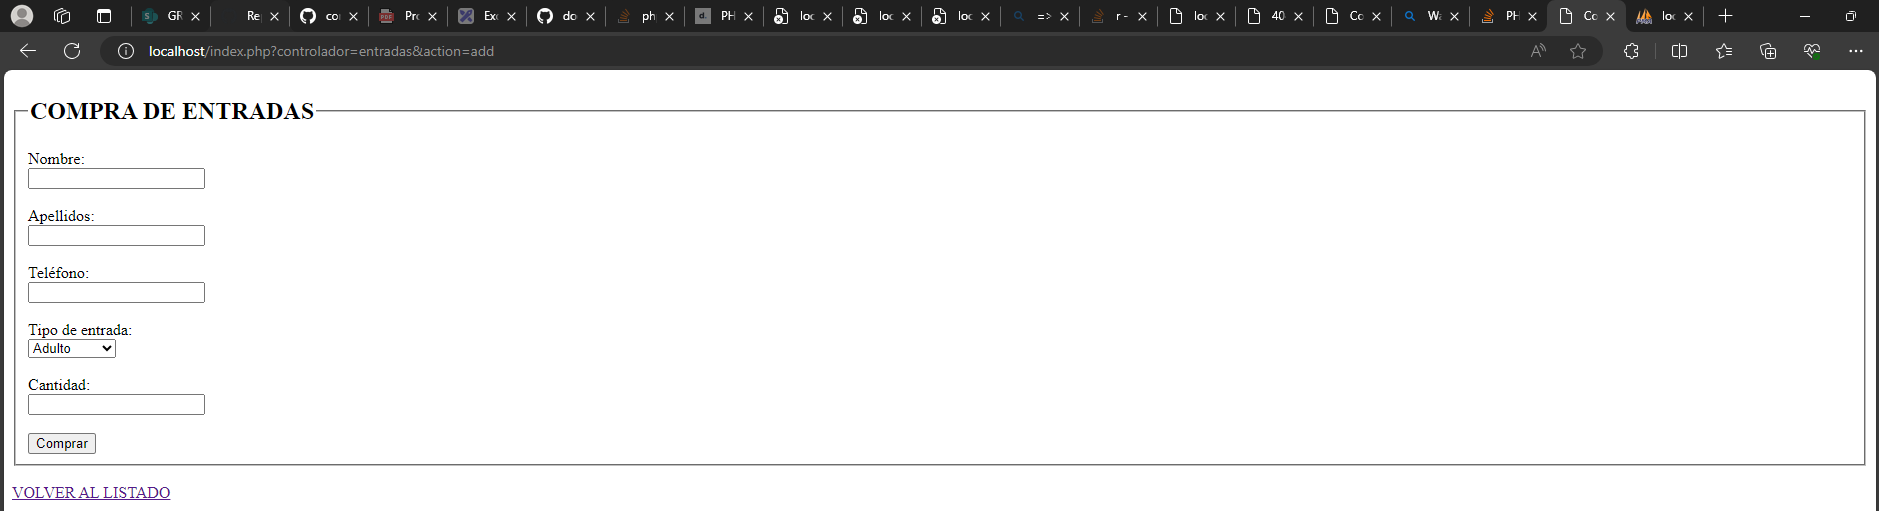 GR
Re
co
Pro
Exc
do
ph
PH
loc
loc
loc
=>
r -
loc
40
Co
Wa
PH
Co
loc
localhost/index.php?controlador=entradas&action=add
COMPRA DE ENTRADAS
Nombre:
Apellidos:
Teléfono:
Tipo de entrada:
Adulto
Cantidad:
Comprar
VOLVER AL LISTADO